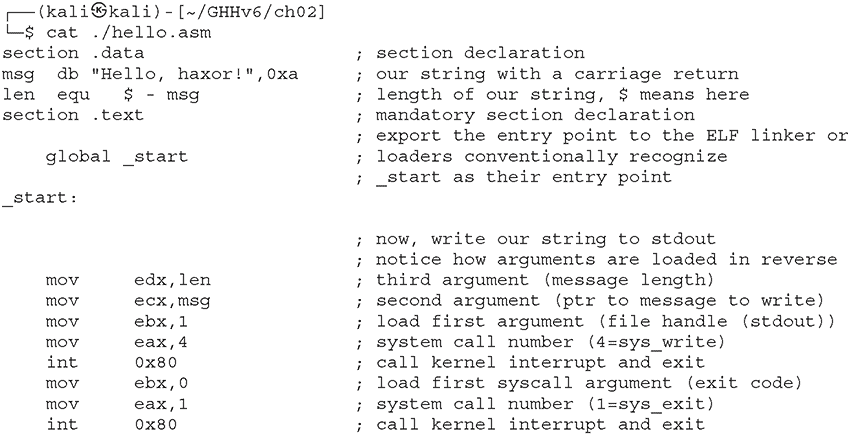 ┌──(kali㉿kali)-[~/GHHv6/ch02]
└─$ cat ./hello.asm
section .data                   ; section declaration
msg  db "Hello, haxor!",0xa     ; our string with a carriage return
len  equ   $ - msg              ; length of our string, $ means here
section .text                   ; mandatory section declaration
                                ; export the entry point to the ELF linker or
    global _start               ; loaders conventionally recognize
                                ; _start as their entry point
_start:
                                ; now, write our string to stdout
                                ; notice how arguments are loaded in reverse
    mov     edx,len             ; third argument (message length)
    mov     ecx,msg             ; second argument (ptr to message to write)
    mov     ebx,1               ; load first argument (file handle (stdout))
    mov     eax,4               ; system call number (4=sys_write)
    int     0x80                ; call kernel interrupt and exit
    mov     ebx,0               ; load first syscall argument (exit code)
    mov     eax,1               ; system call number (1=sys_exit)
    int     0x80                ; call kernel interrupt and exit